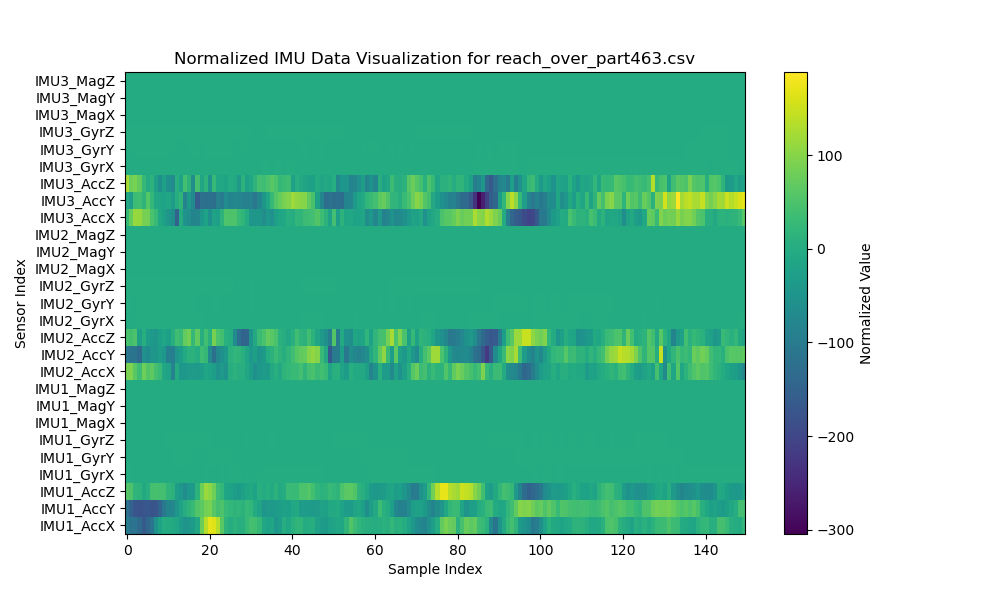 Normalized IMU Data Visualization for reach_over_part463.csv
IMU3_MagZ
IMU3_MagY
IMU3_MagX
IMU3_GyrZ
IMU3_GyrY
IMU3_GyrX
IMU3_AccZ
IMU3_AccY
IMU3_AccX
IMU2_MagZ
IMU2_MagY
IMU2_MagX
IMU2_GyrZ
IMU2_GyrY
IMU2_GyrX
IMU2_AccZ
IMU2_AccY
IMU2_AccX
IMU1_MagZ
IMU1_MagY
IMU1_MagX
IMU1_GyrZ
IMU1_GyrY
IMU1_GyrX
IMU1_AccZ
IMU1_AccY
IMU1_AccX
Sensor Index
0 20 40 60 80 100 120 140
Sample Index
100
0
−100
−200
−300
Normalized Value